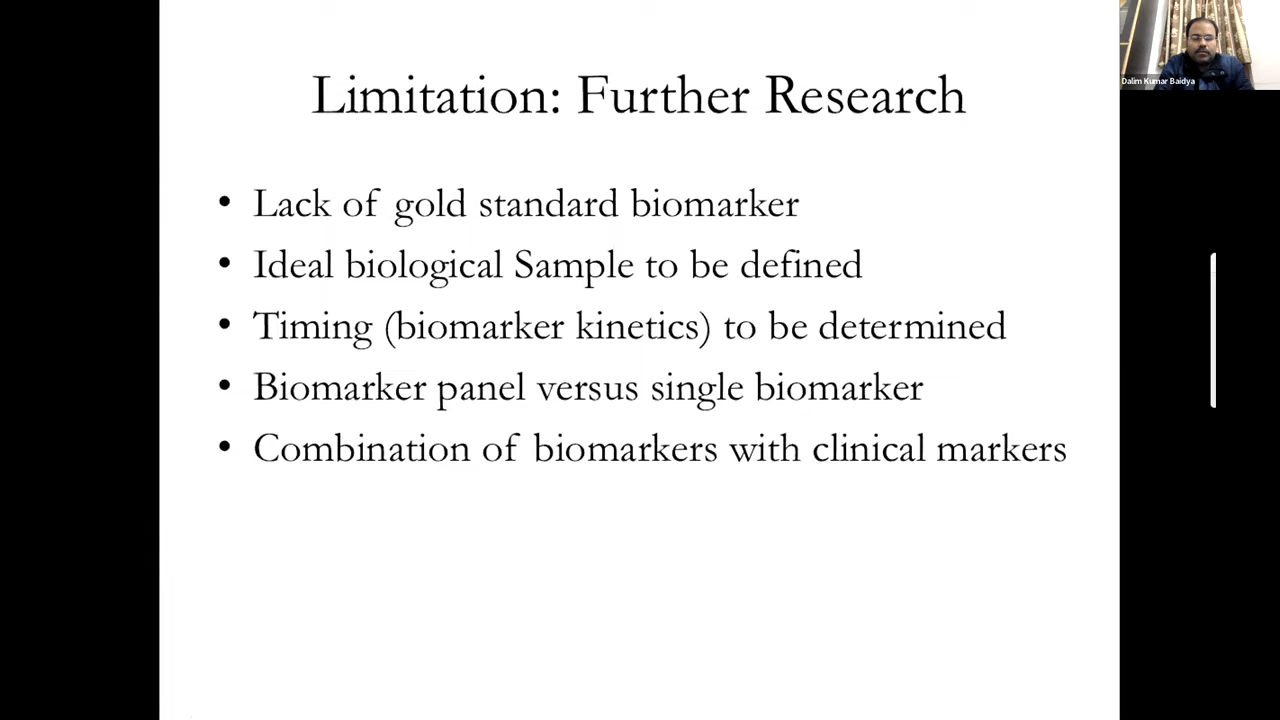 Limitation: Further Research
• Lack of gold standard biomarker
• Ideal biological Sample to be defined
• Timing (biomarker kinetics) to be determined
• Biomarker panel versus single biomarker
• Combination of biomarkers with clinical markers
Dalim Kumar Baidya